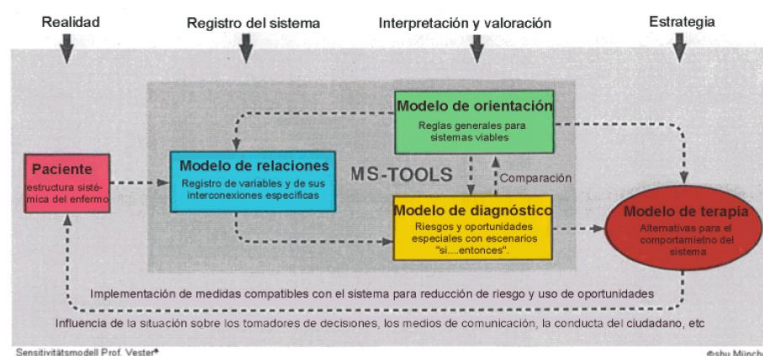 Realidad
Registro del sistema
Interpretación y valoración
Estrategia
Modelo de orientación
Reglas generales para
sistemas viables
Paciente
estructura sisté-
mica del enfermo
Modelo de relaciones
Registro de variables y de sus
interconexiones especificas
MS-TOOLS
Comparación
Modelo de diagnóstico
Riesgos y oportunidades
especiales con escenarios
"si....entonces".
Modelo de terapía
Alternativas para el
comportamietno del
sistema
Implementación de medidas compatibles con el sistema para reducción de riesgo y uso de oportunidades
Influencia de la situación sobre los tomadores de decisiones, los medios de comunicación, la conducta del ciudadano, etc
Sensitivitätsmodell Prof. Vester
©sbu Münch